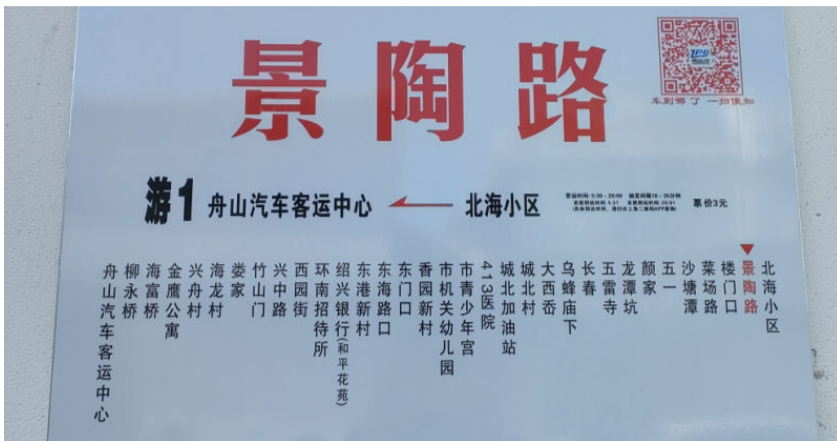 景陶路
车到哪了 一扫便知
游1 舟山汽车客运中心 北海小区 票价3元
▼
北海小区
景陶路
楼门口
菜场路
沙塘潭
五一
颜家
龙潭坑
五雷寺
长春
乌蜂庙下
大西岙
城北村
城北加油站
413医院
市青少年宫
市机关幼儿园
香园新村
东门口
东海路口
东港新村
绍兴银行(和平花苑)
环南招待所
西园街
兴中路
竹山门
娄家
海龙村
兴舟村
金鹰公寓
海富桥
柳永桥
舟山汽车客运中心